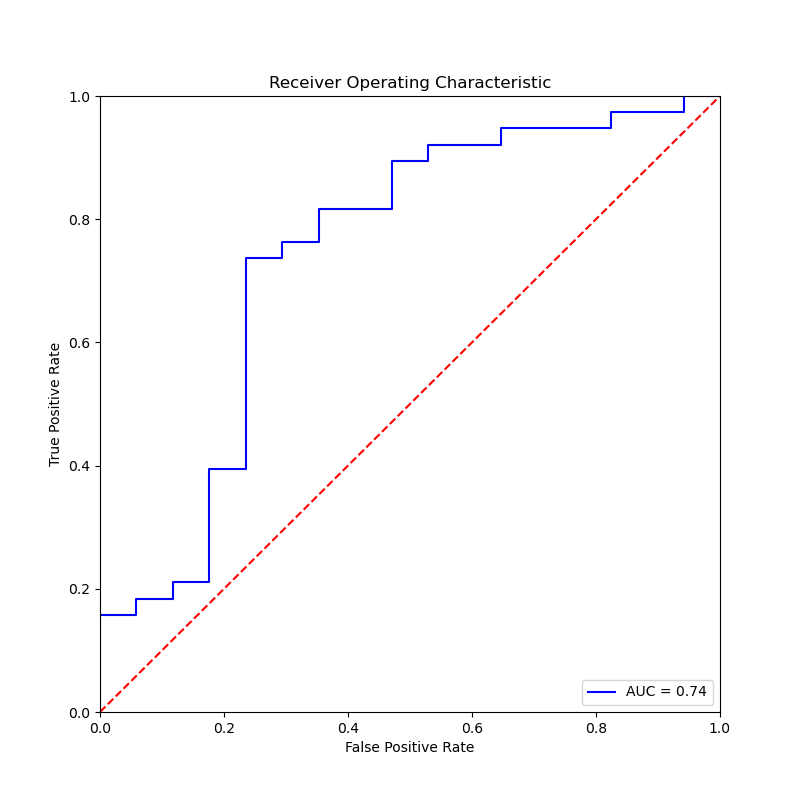 Receiver Operating Characteristic
True Positive Rate
1.0
0.8
0.6
0.4
0.2
0.0
AUC = 0.74
0.0 0.2 0.4 0.6 0.8 1.0
False Positive Rate